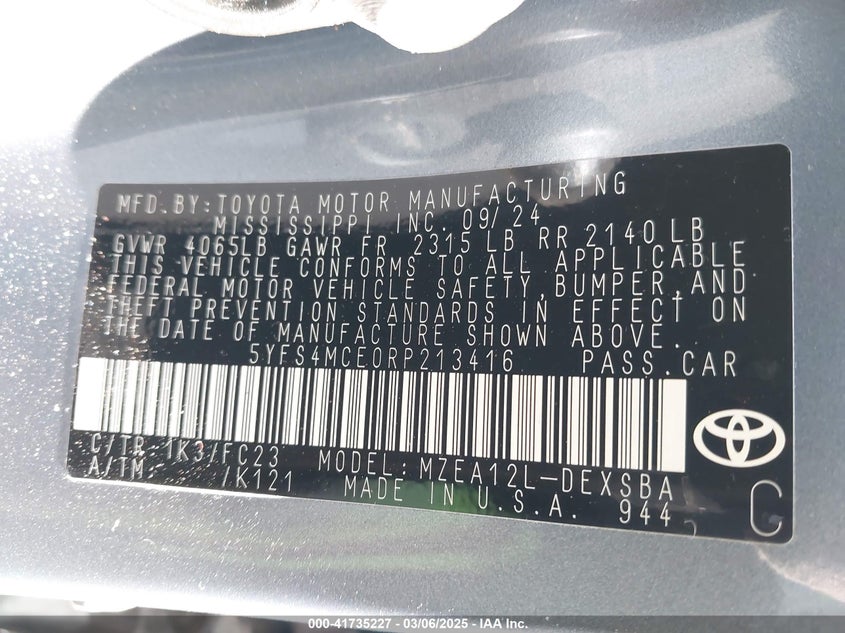 MFD.BY:TOYOTA MOTOR MANUFACTURING
MISSISSIPPI INC. 09/24
GVWR 4065LB GAWR FR 2315 LB RR 2140 LB
THIS VEHICLE CONFORMS TO ALL APPLICABLE
FEDERAL MOTOR VEHICLE SAFETY,BUMPER,AND
THEFT PREVENTION STANDARDS IN EFFECT ON
THE DATE OF MANUFACTURE SHOWN ABOVE.
5YFS4MCE0RP213416 PASS.CAR
C/TR 1K3/FC23 MODEL: MZEA12L-DEXSBA
A/TM /K121 MADE IN U.S.A. 944 C
000-41735227 - 03/06/2025 - IAA Inc.